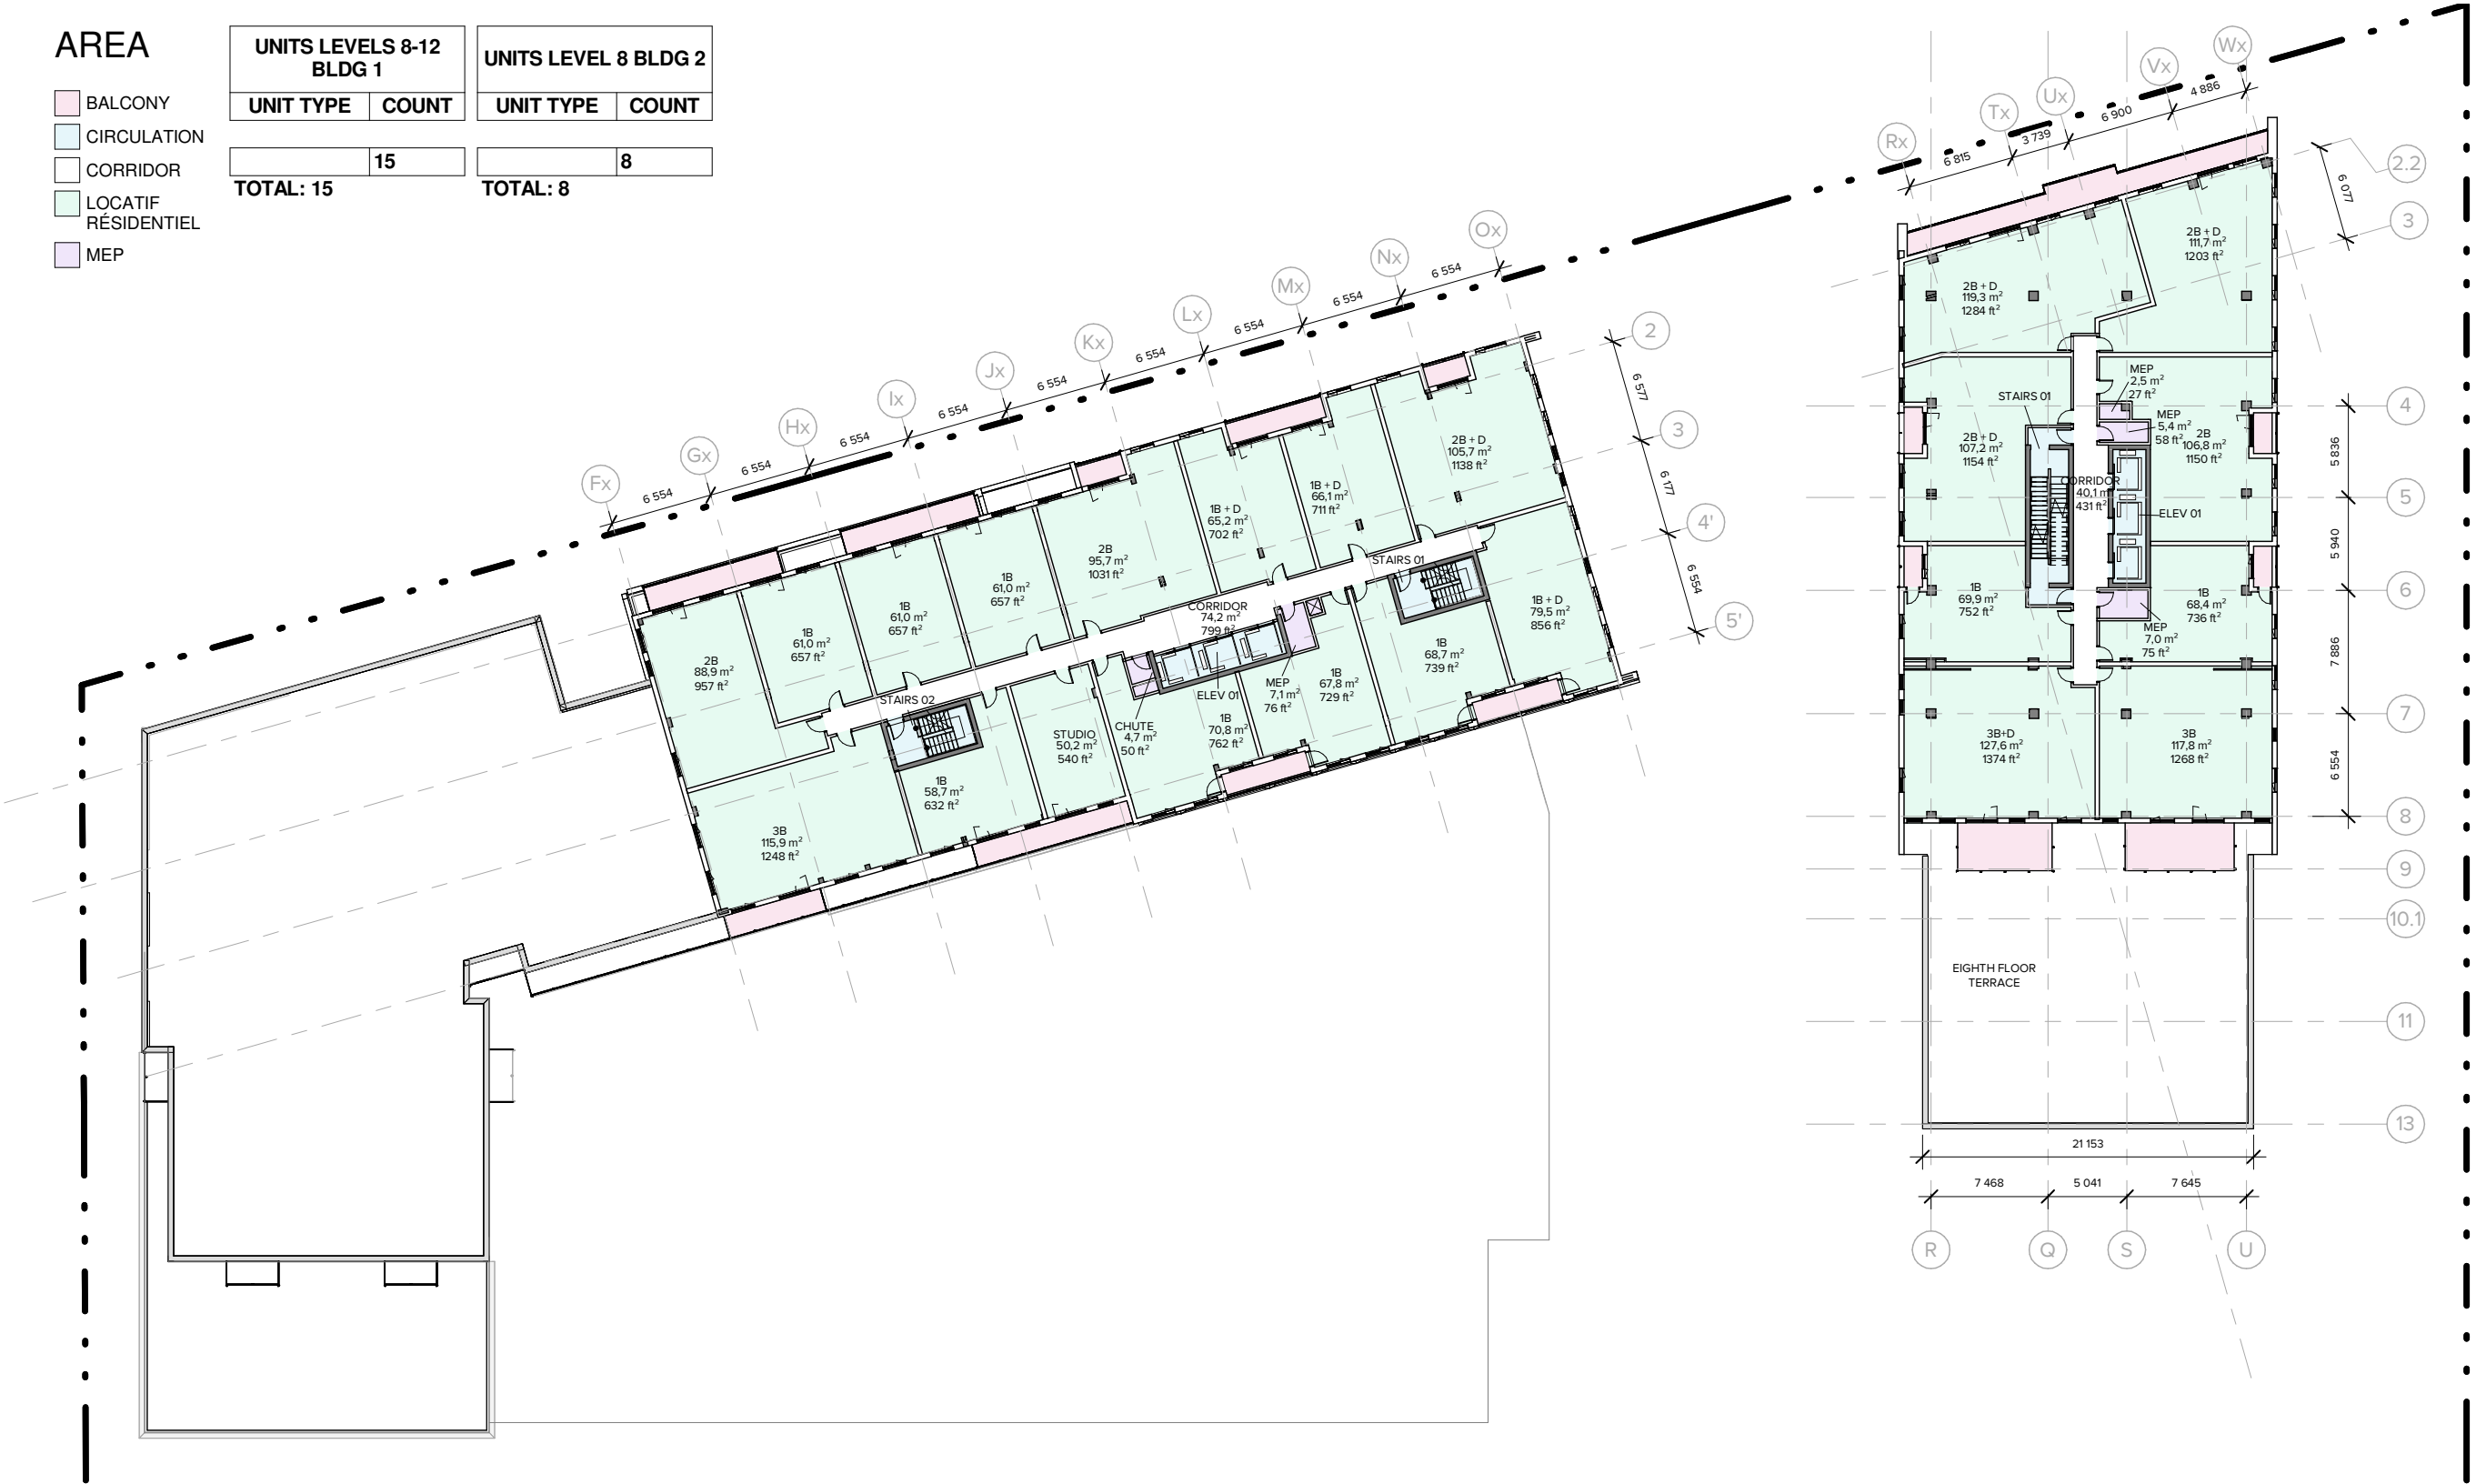 AREA
BALCONY
CIRCULATION
CORRIDOR
LOCATIF
RÉSIDENTIEL
MEP
UNITS LEVELS 8-12
BLDG 1
UNIT TYPE COUNT
15
TOTAL: 15
UNITS LEVEL 8 BLDG 2
UNIT TYPE COUNT
8
TOTAL: 8
Fx
Gx
Hx
Ix
Jx
Kx
Lx
Mx
Nx
Ox
6 554
6 554
6 554
6 554
6 554
6 554
6 554
6 554
6 554
2
3
4'
5'
6 577
6 177
6 554
2B
88,9 m²
957 ft²
1B
61,0 m²
657 ft²
1B
61,0 m²
657 ft²
1B
61,0 m²
657 ft²
2B
95,7 m²
1031 ft²
1B + D
65,2 m²
702 ft²
1B + D
66,1 m²
711 ft²
2B + D
105,7 m²
1138 ft²
STAIRS 01
CORRIDOR
74,2 m²
799 ft²
1B + D
79,5 m²
856 ft²
1B
68,7 m²
739 ft²
1B
67,8 m²
729 ft²
MEP
7,1 m²
76 ft²
ELEV 01
1B
70,8 m²
762 ft²
CHUTE
4,7 m²
50 ft²
STUDIO
50,2 m²
540 ft²
STAIRS 02
1B
58,7 m²
632 ft²
3B
115,9 m²
1248 ft²
Rx
Tx
Ux
Vx
Wx
6 815
3 739
6 900
4 886
2.2
3
6 077
2B + D
111,7 m²
1203 ft²
2B + D
119,3 m²
1284 ft²
MEP
2,5 m²
27 ft²
STAIRS 01
MEP
5,4 m²
58 ft²
2B
106,8 m²
1150 ft²
2B + D
107,2 m²
1154 ft²
CORRIDOR
40,1 m²
431 ft²
ELEV 01
1B
69,9 m²
752 ft²
1B
68,4 m²
736 ft²
MEP
7,0 m²
75 ft²
3B+D
127,6 m²
1374 ft²
3B
117,8 m²
1268 ft²
4
5
6
7
8
9
10.1
11
13
5 836
5 940
7 886
6 554
EIGHTH FLOOR
TERRACE
21 153
7 468
5 041
7 645
R
Q
S
U